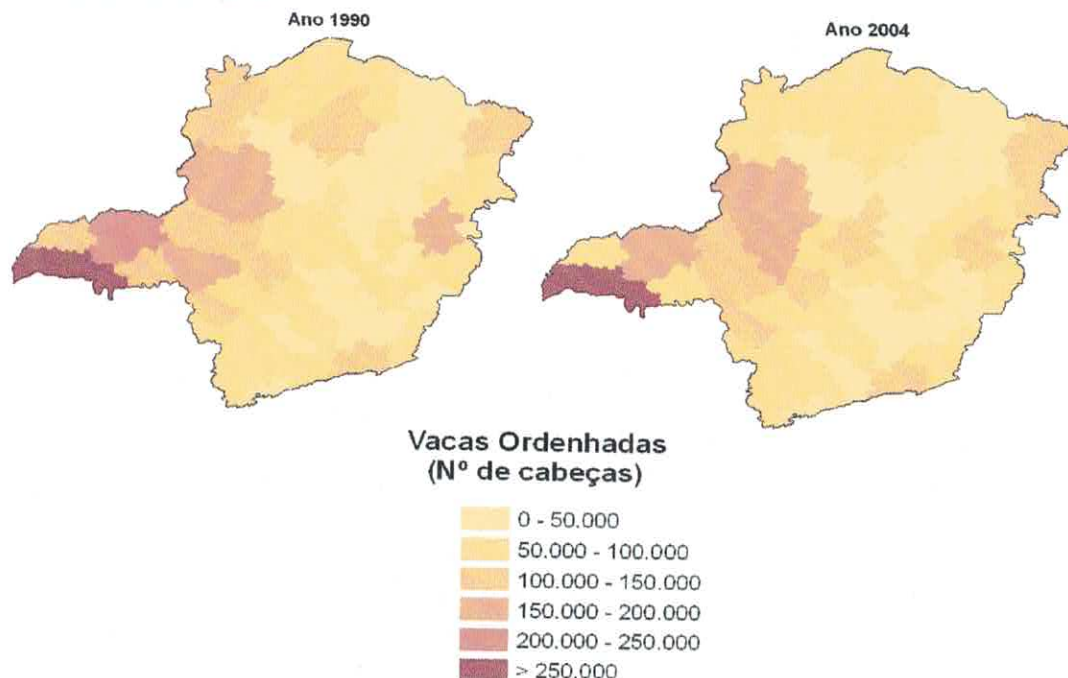 Ano 1990
Ano 2004
Vacas Ordenhadas
(Nº de cabeças)
0 - 50.000
50.000 - 100.000
100.000 - 150.000
150.000 - 200.000
200.000 - 250.000
> 250.000